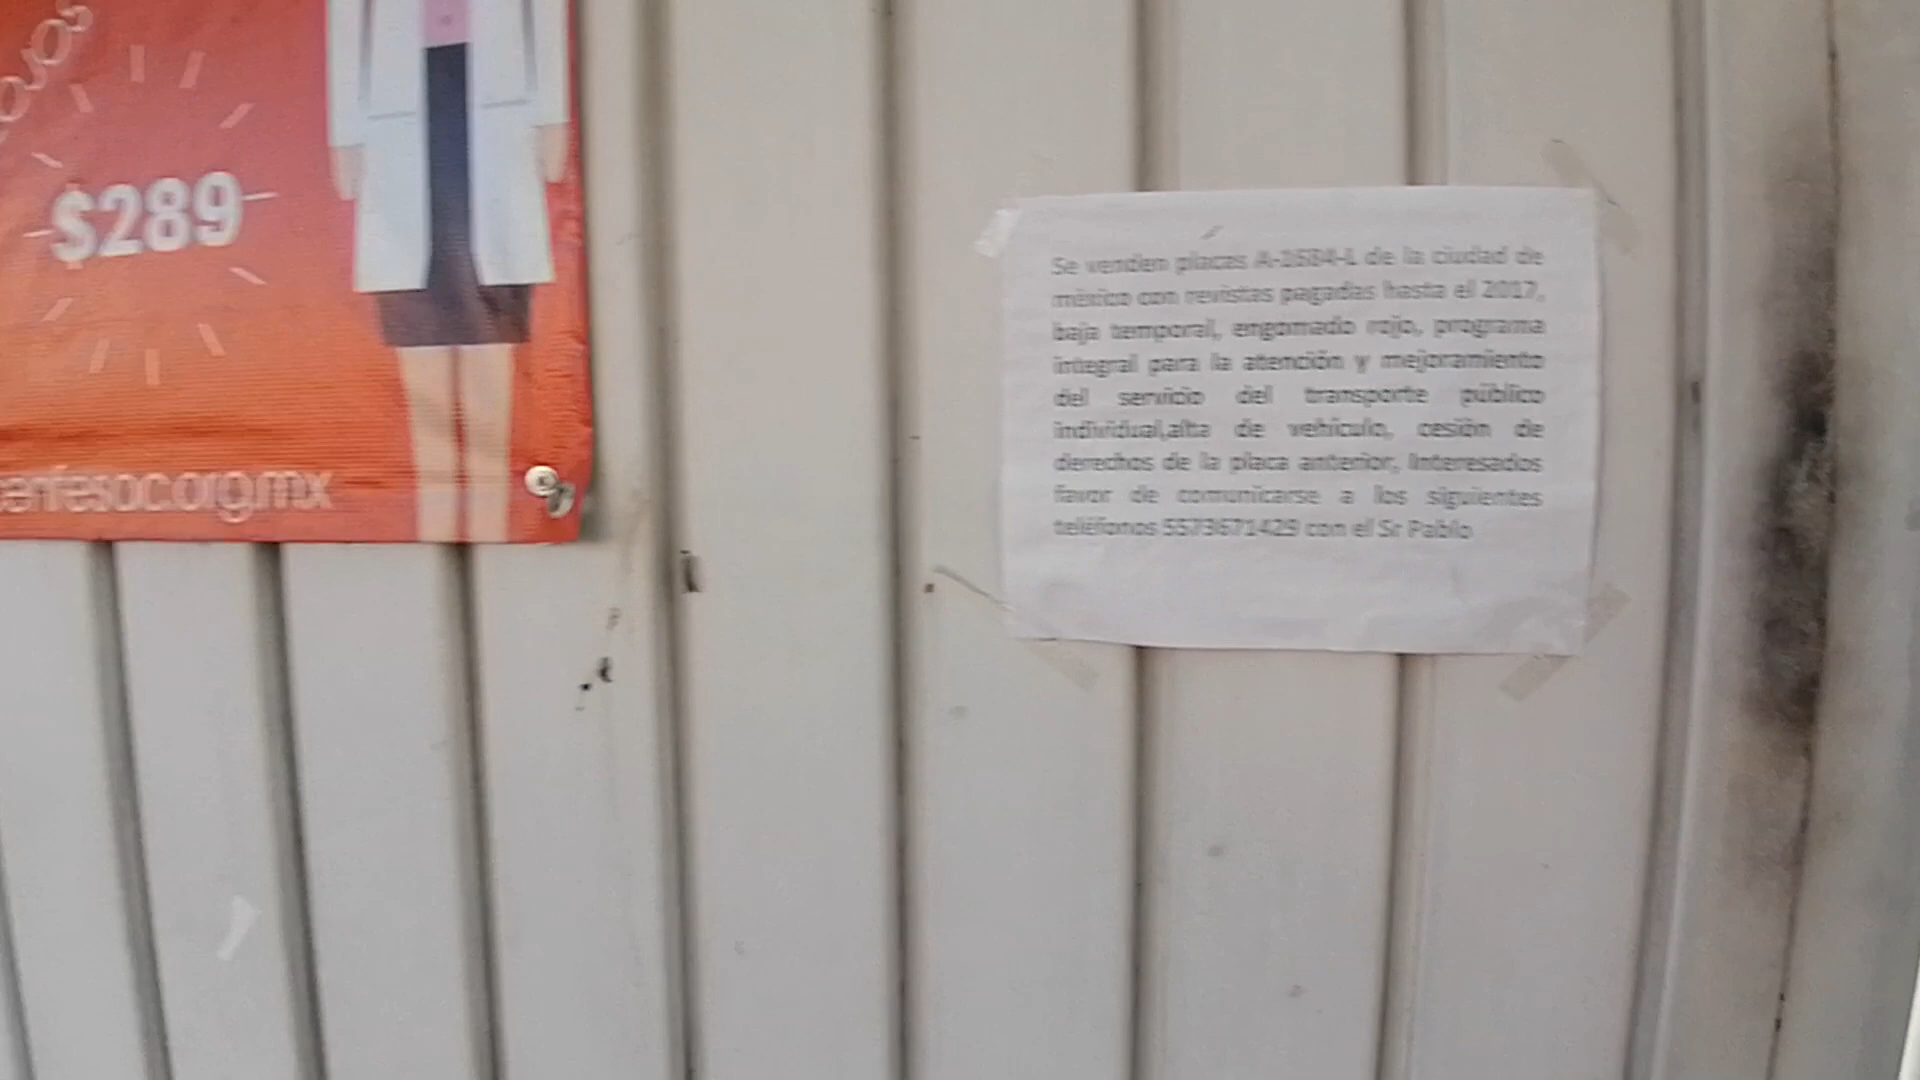 $289
Se venden placas A-1684-L de la ciudad de
méxico con revistas pagadas hasta el 2017,
baja temporal, engomado rojo, programa
integral para la atención y mejoramiento
del servicio del transporte público
individual,alta de vehículo, cesión de
derechos de la placa anterior, Interesados
favor de comunicarse a los siguientes
teléfonos 5573671429 con el Sr Pablo